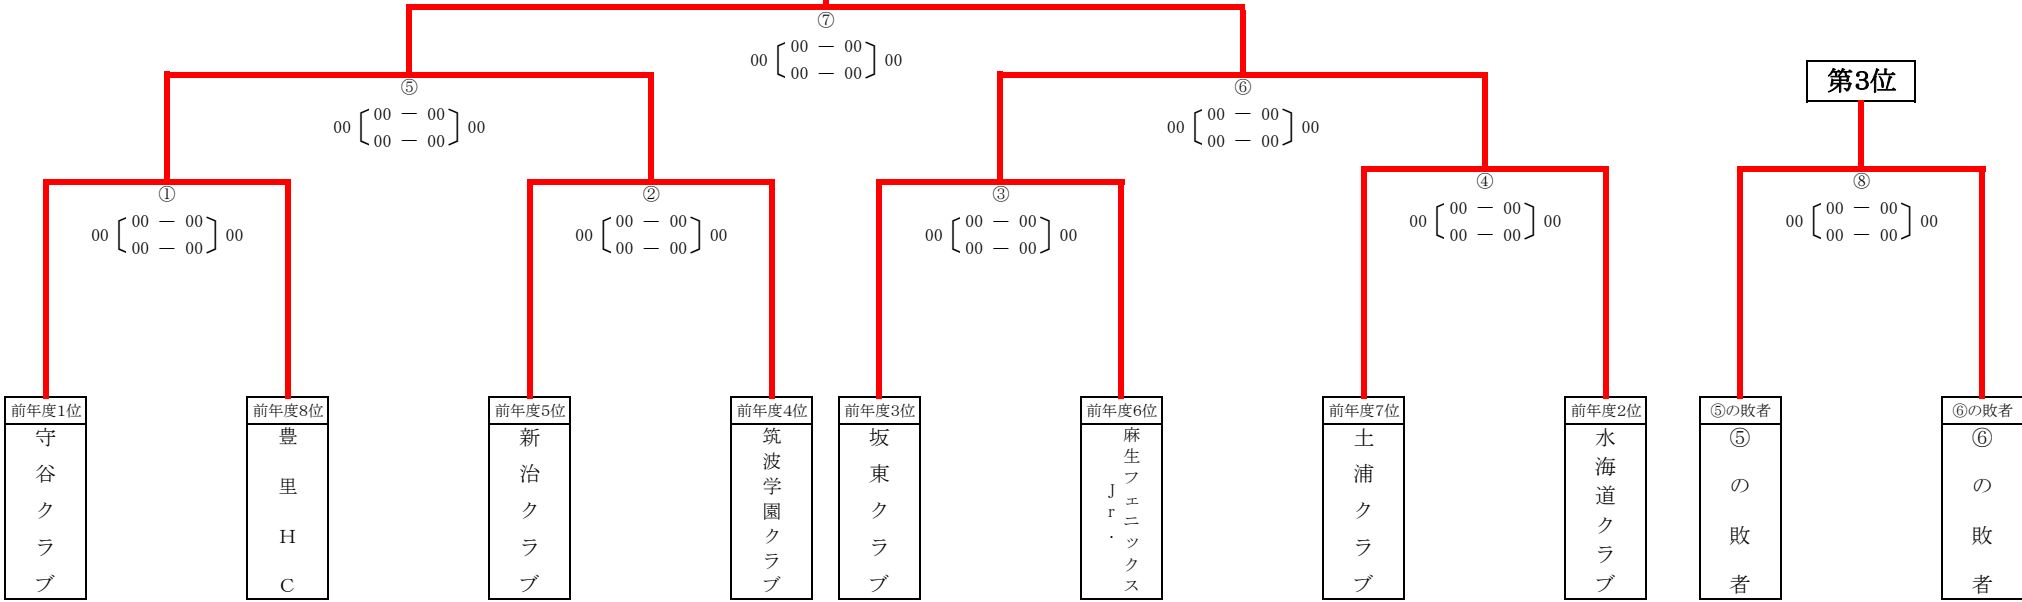 ⑦
00 00 ― 00 00
00 ― 00
⑤
00 00 ― 00 00
00 ― 00
⑥
00 00 ― 00 00
00 ― 00
第3位
①
00 00 ― 00 00
00 ― 00
②
00 00 ― 00 00
00 ― 00
③
00 00 ― 00 00
00 ― 00
④
00 00 ― 00 00
00 ― 00
⑧
00 00 ― 00 00
00 ― 00
前年度1位
守谷クラブ
前年度8位
豊里HC
前年度5位
新治クラブ
前年度4位
筑波学園クラブ
前年度3位
坂東クラブ
前年度6位
麻生フェニックス
Jr.
前年度7位
土浦クラブ
前年度2位
水海道クラブ
⑤の敗者
⑤の敗者
⑥の敗者
⑥の敗者